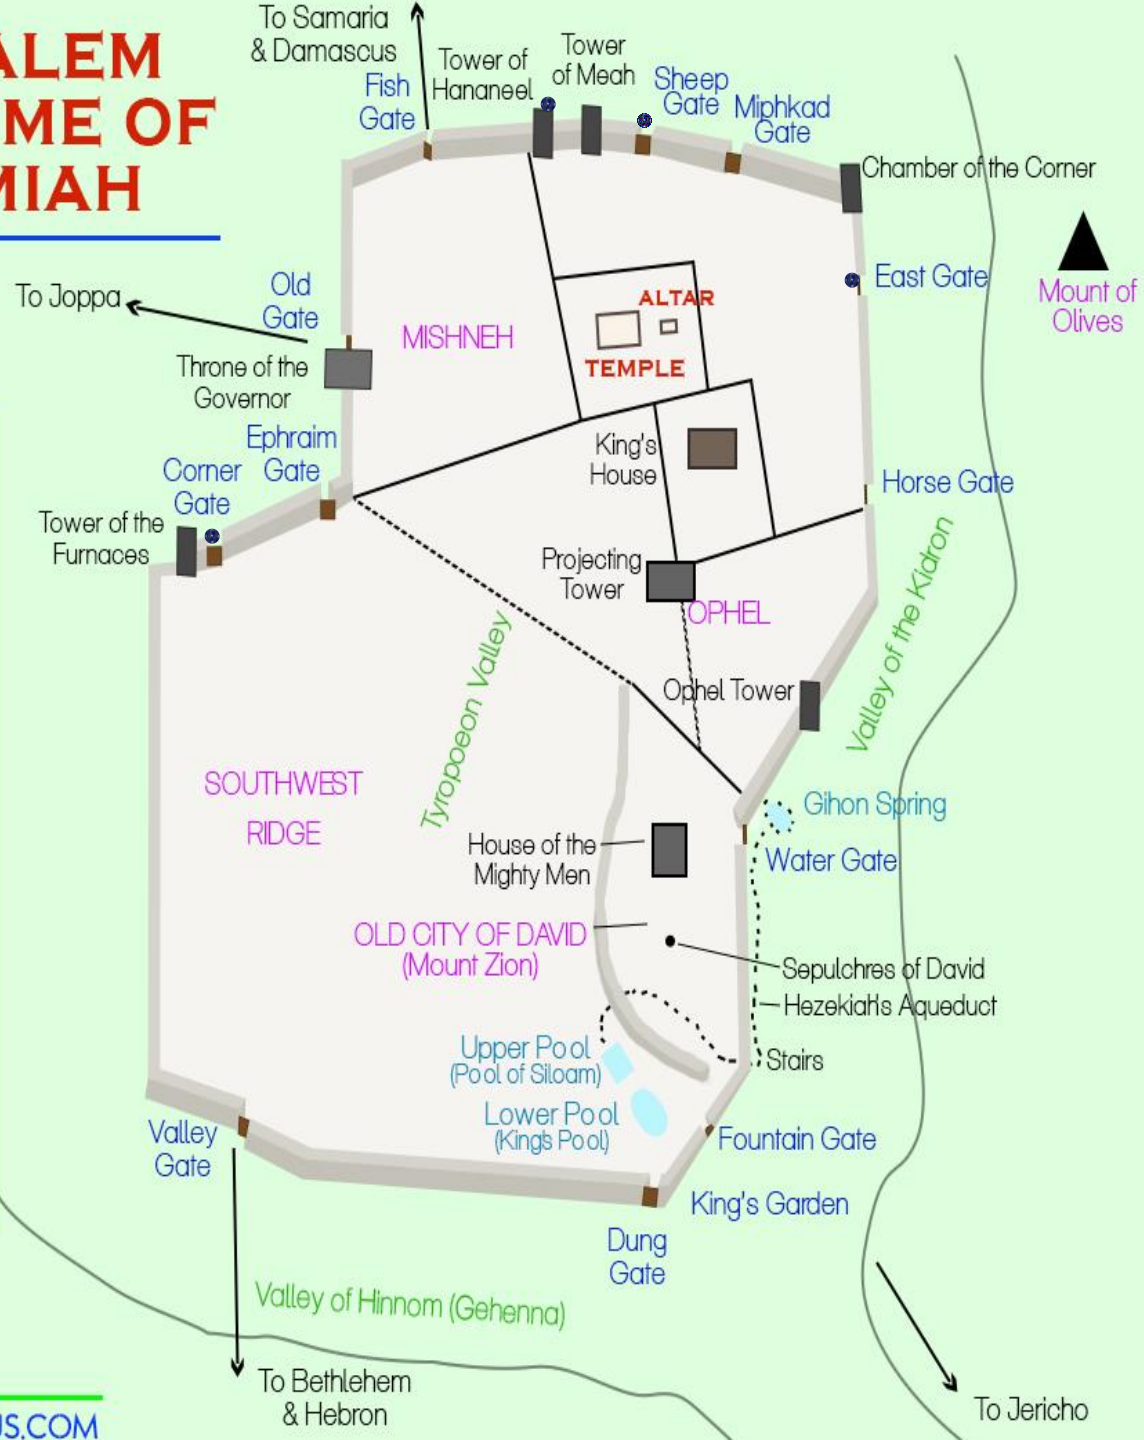 To Samaria
& Damascus
ALEM
ME OF
MIAH
Fish
Gate
Tower of
Hananeel
Tower
of Meah
Sheep
Gate
Miphkad
Gate
Chamber of the Corner
East Gate
Mount of
Olives
To Joppa
Old
Gate
MISHNEH
ALTAR
TEMPLE
Throne of the
Governor
Ephraim
Gate
Corner
Gate
King's
House
Horse Gate
Tower of the
Furnaces
Projecting
Tower
OPHEL
Valley of the Kidron
Tyropoeon Valley
Ophel Tower
SOUTHWEST
RIDGE
Gihon Spring
House of the
Mighty Men
Water Gate
OLD CITY OF DAVID
(Mount Zion)
Sepulchres of David
Hezekiah's Aqueduct
Upper Pool
(Pool of Siloam)
Stairs
Lower Pool
(King's Pool)
Valley
Gate
Fountain Gate
King's Garden
Dung
Gate
Valley of Hinnom (Gehenna)
To Bethlehem
& Hebron
To Jericho
S.COM